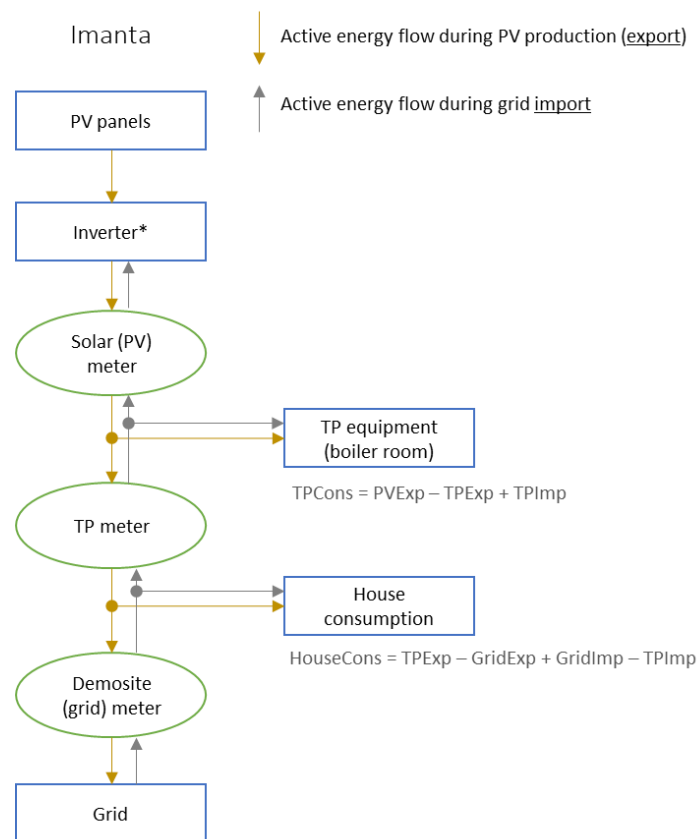 Imanta
Active energy flow during PV production (export)
Active energy flow during grid import
PV panels
Inverter*
Solar (PV)
meter
TP equipment
(boiler room)
TPCons = PVExp – TPExp + TPImp
TP meter
House
consumption
HouseCons = TPExp – GridExp + GridImp – TPImp
Demosite
(grid) meter
Grid